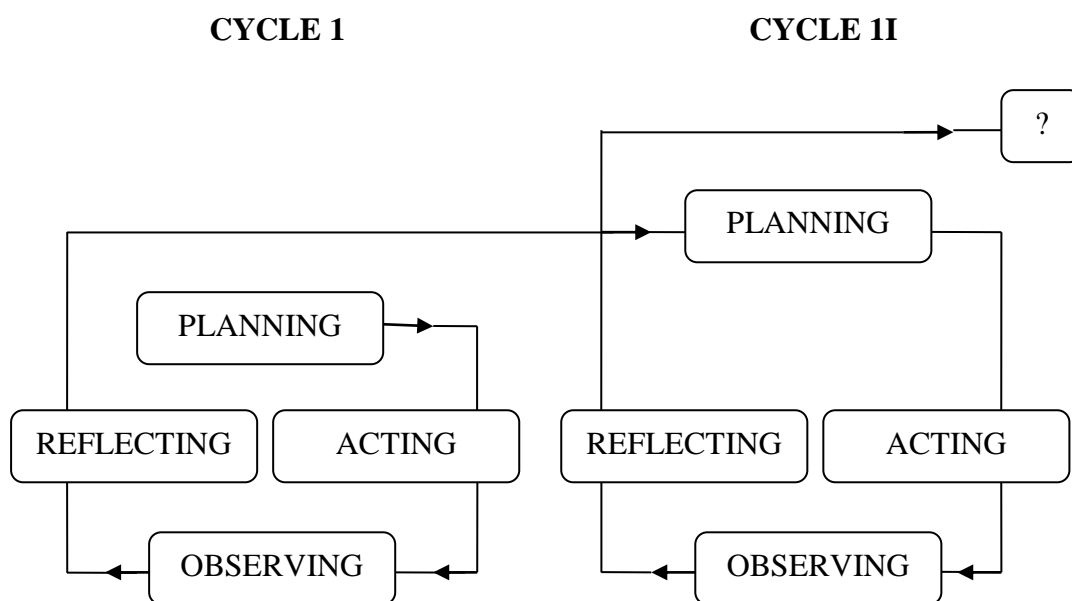 CYCLE 1
CYCLE 1I
?
PLANNING
PLANNING
REFLECTING
ACTING
REFLECTING
ACTING
OBSERVING
OBSERVING